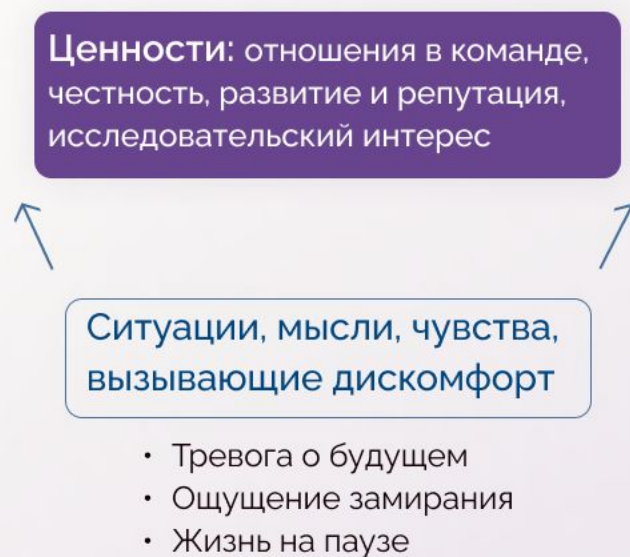 Ценности: отношения в команде,
честность, развитие и репутация,
исследовательский интерес
Ситуации, мысли, чувства,
вызывающие дискомфорт
• Тревога о будущем
• Ощущение замирания
• Жизнь на паузе